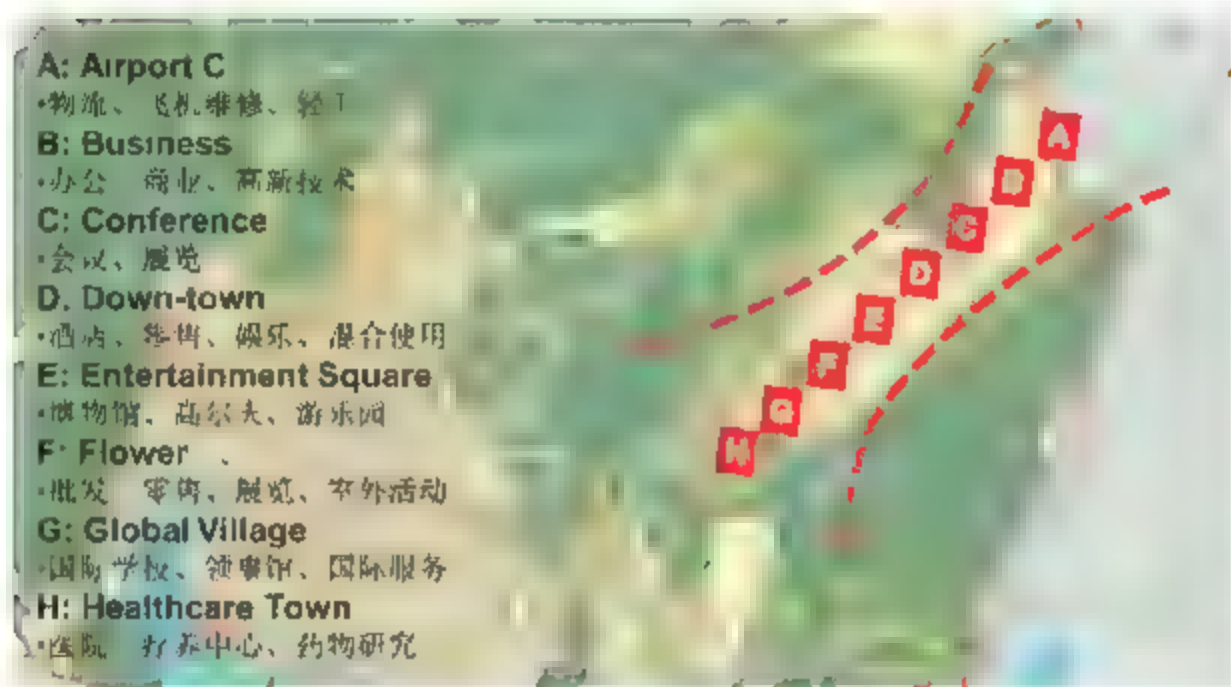 A: Airport C
·物流、飞机维修、轻工
B: Business
·办公 商业、高新技术
C: Conference
·会议、展览
D. Down-town
·酒店、零售、娱乐、混合使用
E: Entertainment Square
·博物馆、高尔夫、游乐园
F: Flower
·批发 零售、展览、室外活动
G: Global Village
·国际学校、领事馆、国际服务
H: Healthcare Town
·医院 疗养中心、药物研究
A
B
C
D
E
F
G
H